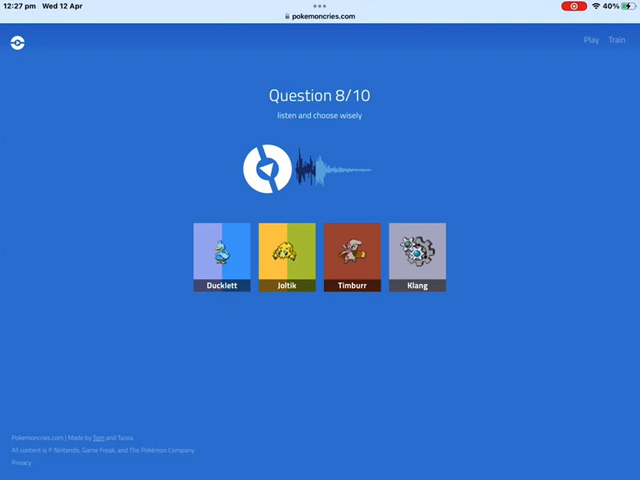 12:27 pm Wed 12 Apr
40%
pokemoncries.com
Play Train
Question 8/10
listen and choose wisely
Ducklett Joltik Timburr Klang
Pokemoncries.com | Made by Tom and Tanvia.
All content is © Nintendo, Game Freak, and The Pokémon Company.
Privacy